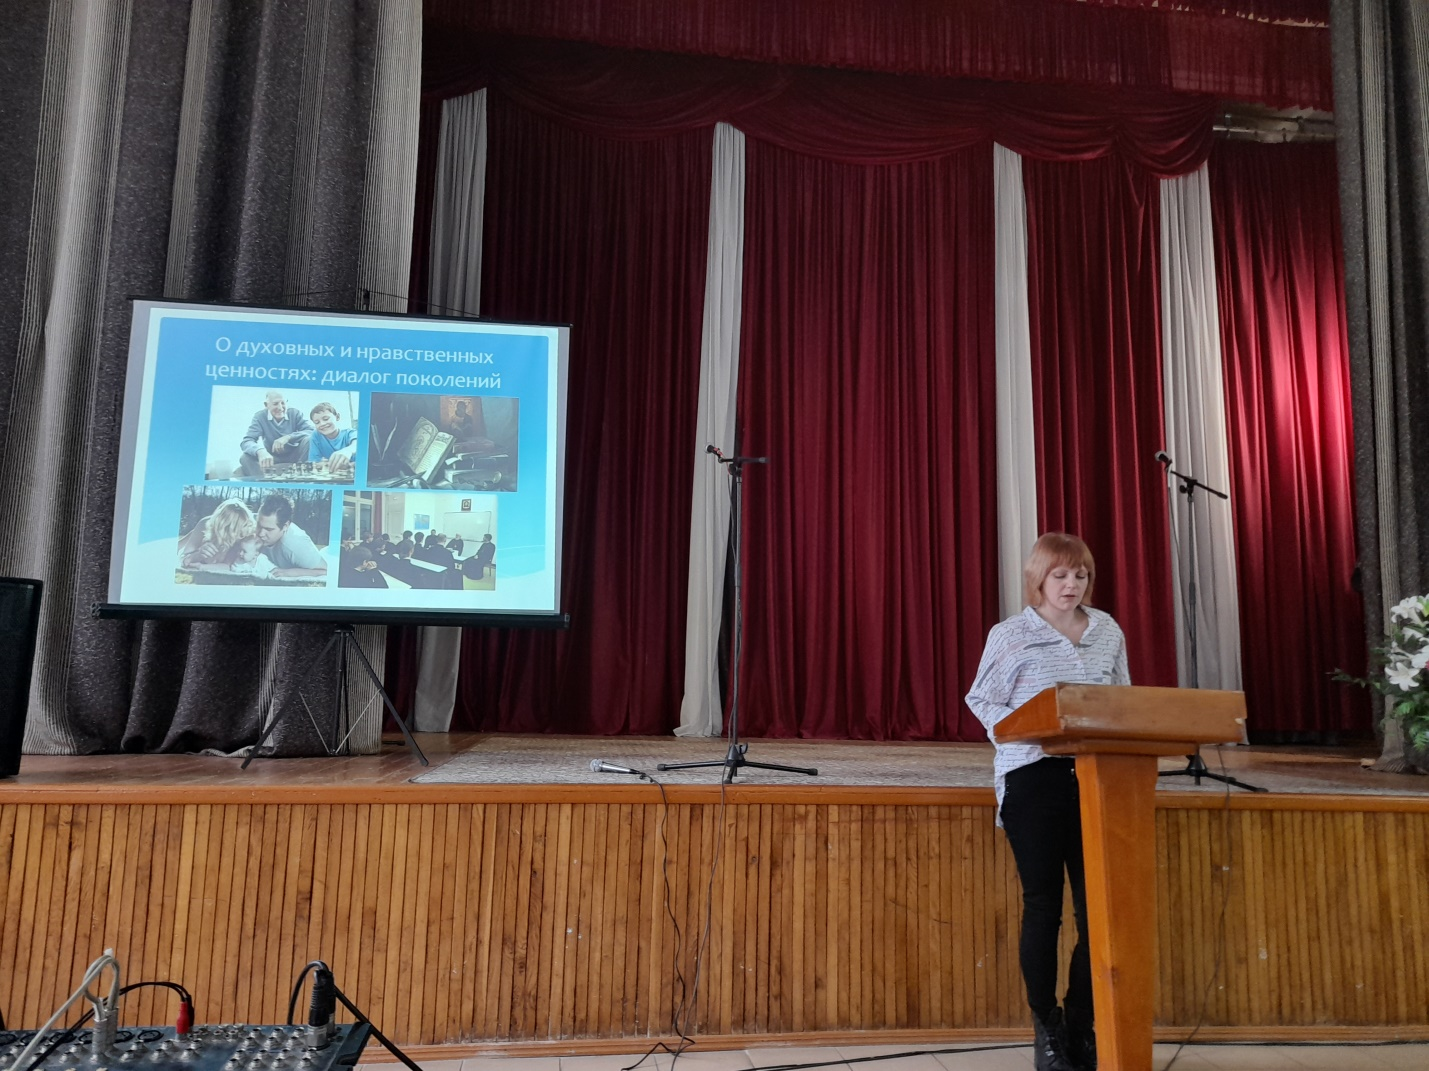 О духовных и нравственных
ценностях: диалог поколений